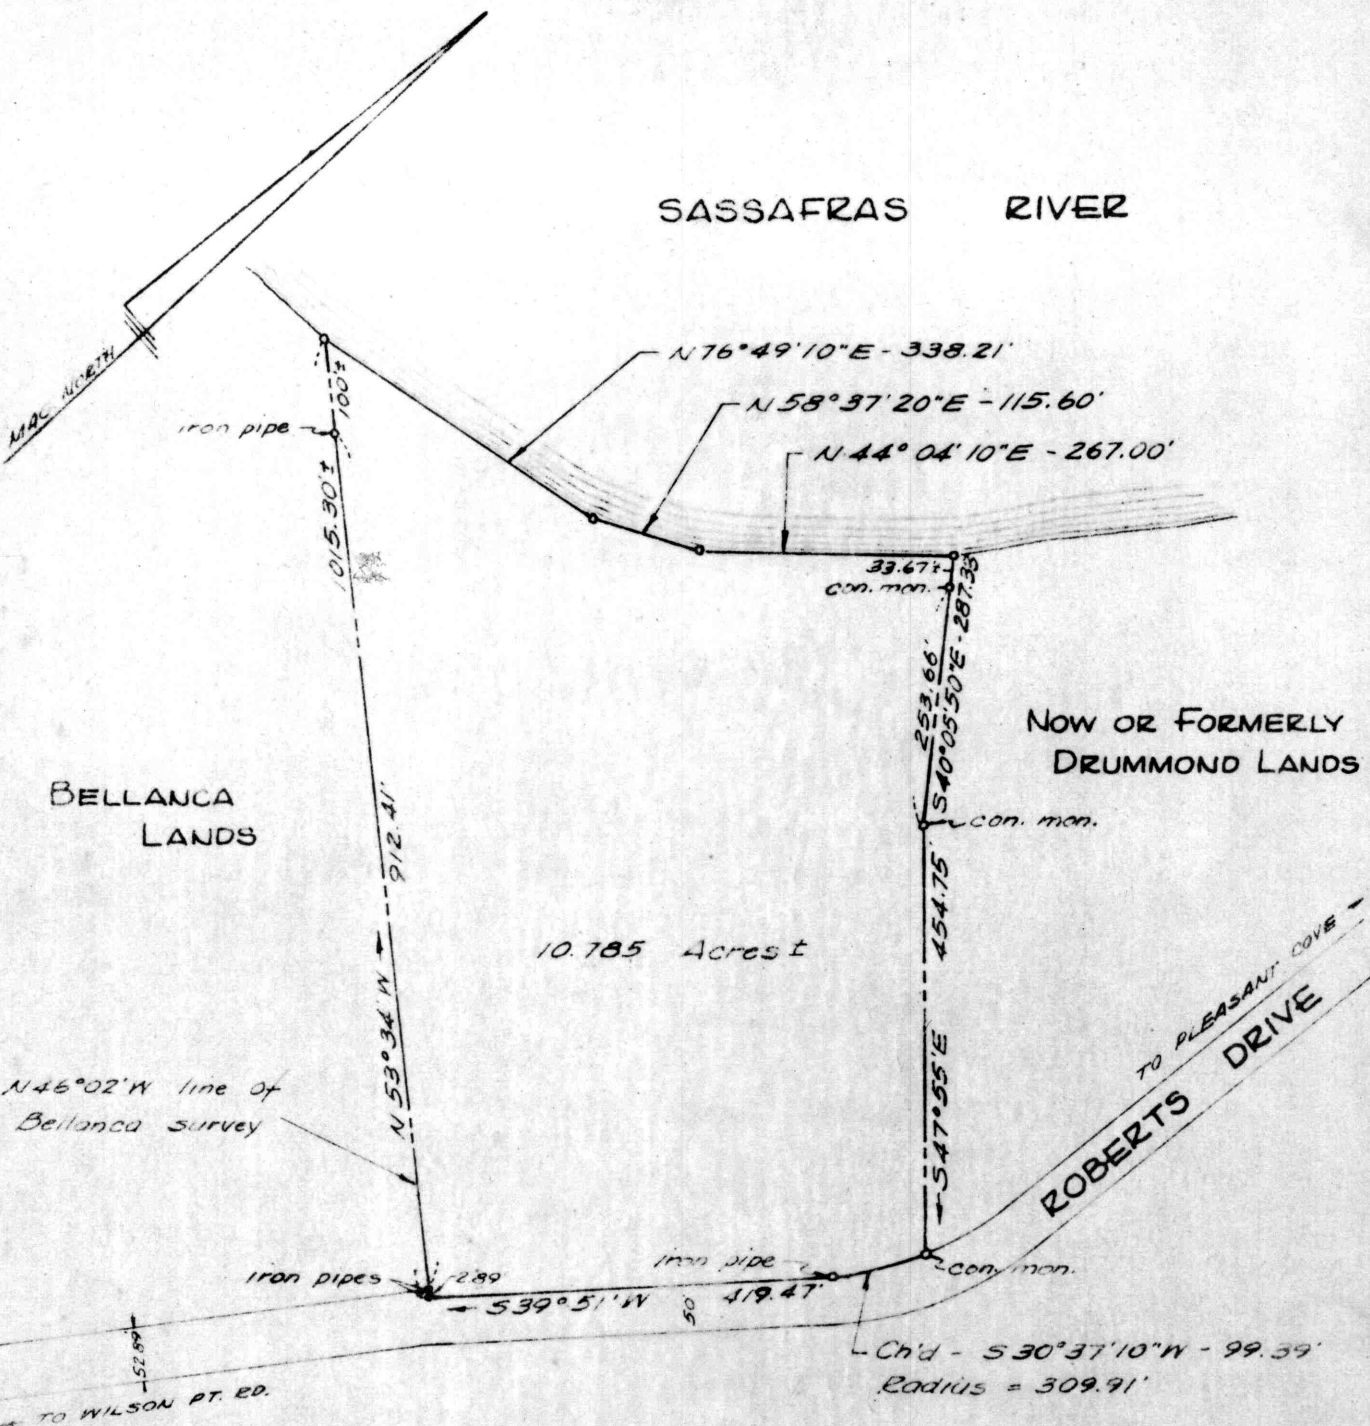 SASSAFRAS RIVER
MAG NORTH
N 76°49'10"E - 338.21'
N 58°37'20"E - 115.60'
N 44°04'10"E - 267.00'
100'±
iron pipe
1015.30'±
33.67'±
con. mon.
253.66'
S40°05'50"E - 287.33'±
NOW OR FORMERLY
DRUMMOND LANDS
BELLANCA
LANDS
con. mon.
912.41'
454.75'
10.785 Acres ±
N 53°34' W
S47°55'E
TO PLEASANT COVE
ROBERTS DRIVE
N46°02'W line of
Bellanca survey
iron pipes
2.89
iron pipe
con. mon.
S39°51'W
419.47'
50'
52.89'
Ch'd - S 30°37'10"W - 99.39'
Radius = 309.91'
TO WILSON PT. RD.